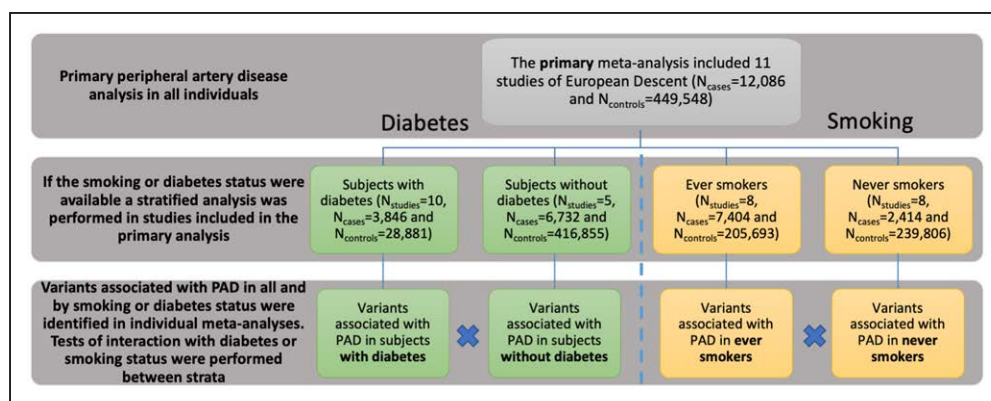 Primary peripheral artery disease
analysis in all individuals
The primary meta-analysis included 11
studies of European Descent (Ncases=12,086
and Ncontrols=449,548)
Diabetes
Smoking
If the smoking or diabetes status were
available a stratified analysis was
performed in studies included in the
primary analysis
Subjects with
diabetes (Nstudies=10,
Ncases=3,846 and
Ncontrols=28,881)
Subjects without
diabetes (Nstudies=5,
Ncases=6,732 and
Ncontrols=416,855)
Ever smokers
(Nstudies=8,
Ncases=7,404 and
Ncontrols=205,693)
Never smokers
(Nstudies=8,
Ncases=2,414 and
Ncontrols=239,806)
Variants associated with PAD in all and
by smoking or diabetes status were
identified in individual meta-analyses.
Tests of interaction with diabetes or
smoking status were performed
between strata
Variants
associated with
PAD in subjects
with diabetes
Variants
associated with
PAD in subjects
without diabetes
Variants
associated with
PAD in ever
smokers
Variants
associated with
PAD in never
smokers